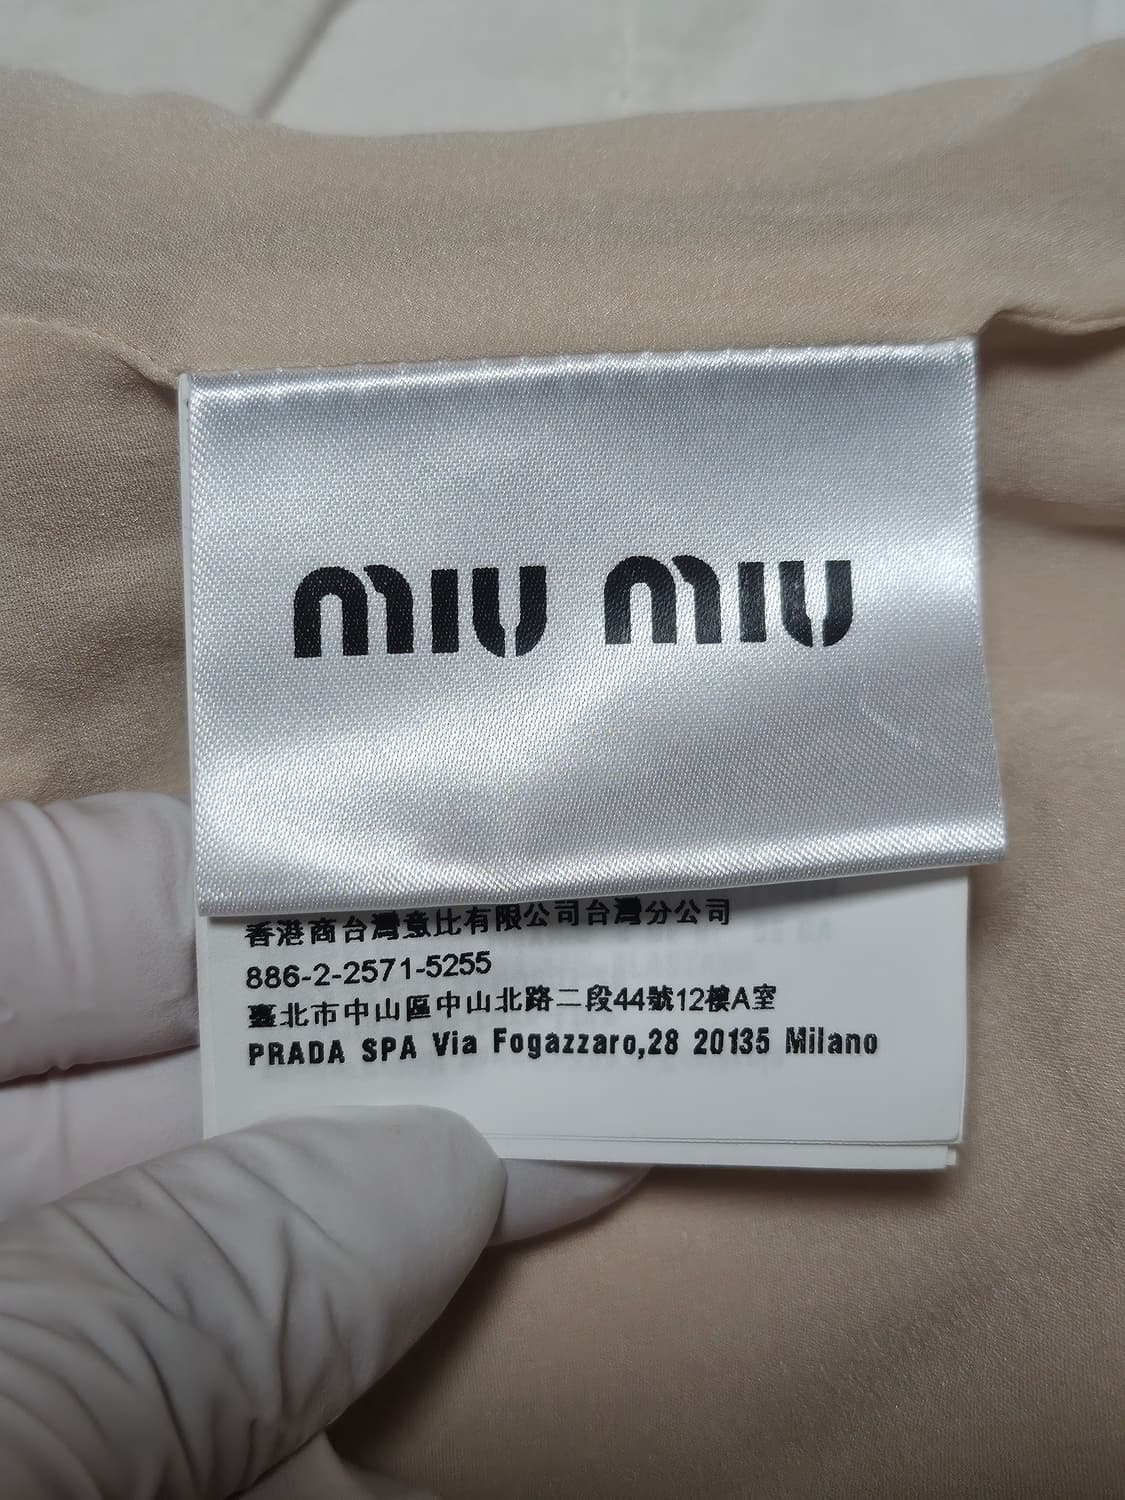 miu miu
香港商台灣意比有限公司台灣分公司
886-2-2571-5255
臺北市中山區中山北路二段44號12樓A室
PRADA SPA Via Fogazzaro,28 20135 Milano